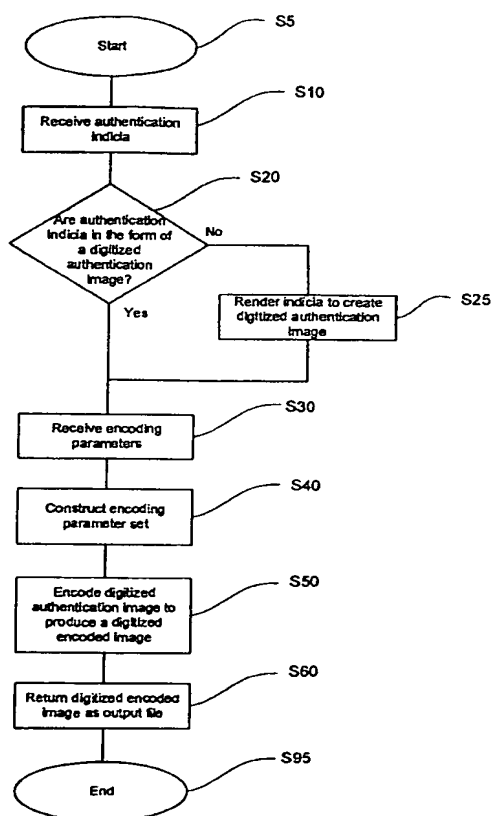 S5
Start
S10
Receive authentication
indicia
S20
Are authentication
indicia in the form of
a digitized
authentication
image?
No
Yes
Render indicia to create
digitized authentication
image
S25
Receive encoding
parameters
S30
Construct encoding
parameter set
S40
Encode digitized
authentication image to
produce a digitized
encoded image
S50
Return digitized encoded
image as output file
S60
End
S95